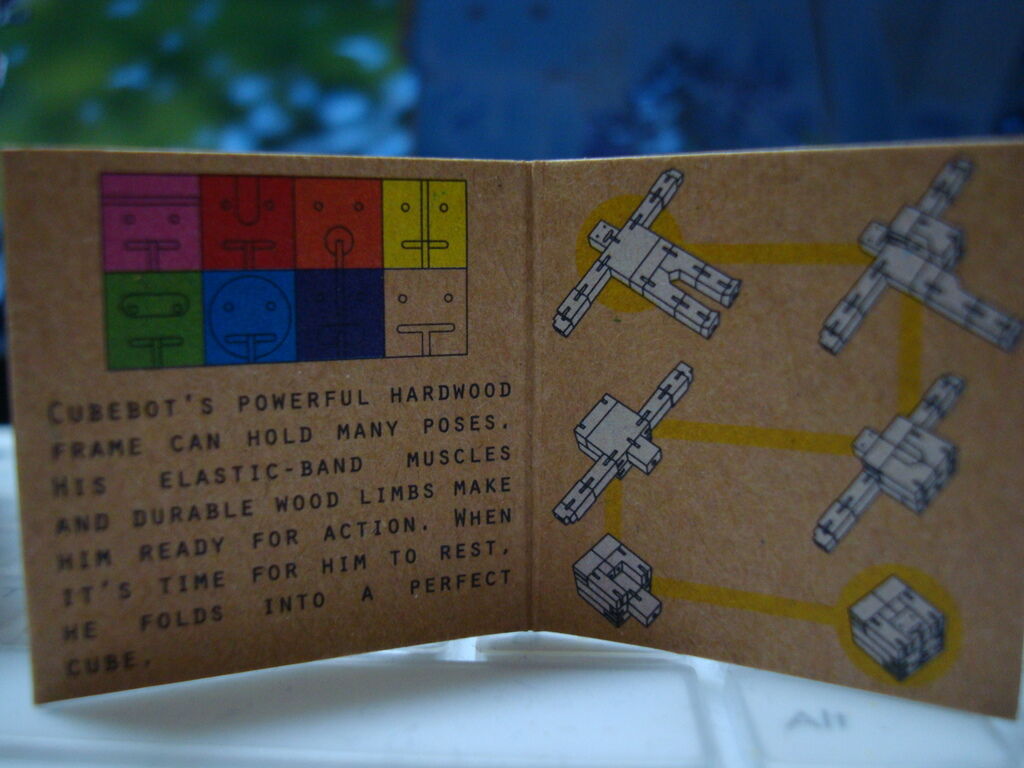 CUBEBOT'S POWERFUL HARDWOOD
FRAME CAN HOLD MANY POSES.
HIS ELASTIC-BAND MUSCLES
AND DURABLE WOOD LIMBS MAKE
HIM READY FOR ACTION. WHEN
IT'S TIME FOR HIM TO REST,
HE FOLDS INTO A PERFECT
CUBE.
Alt